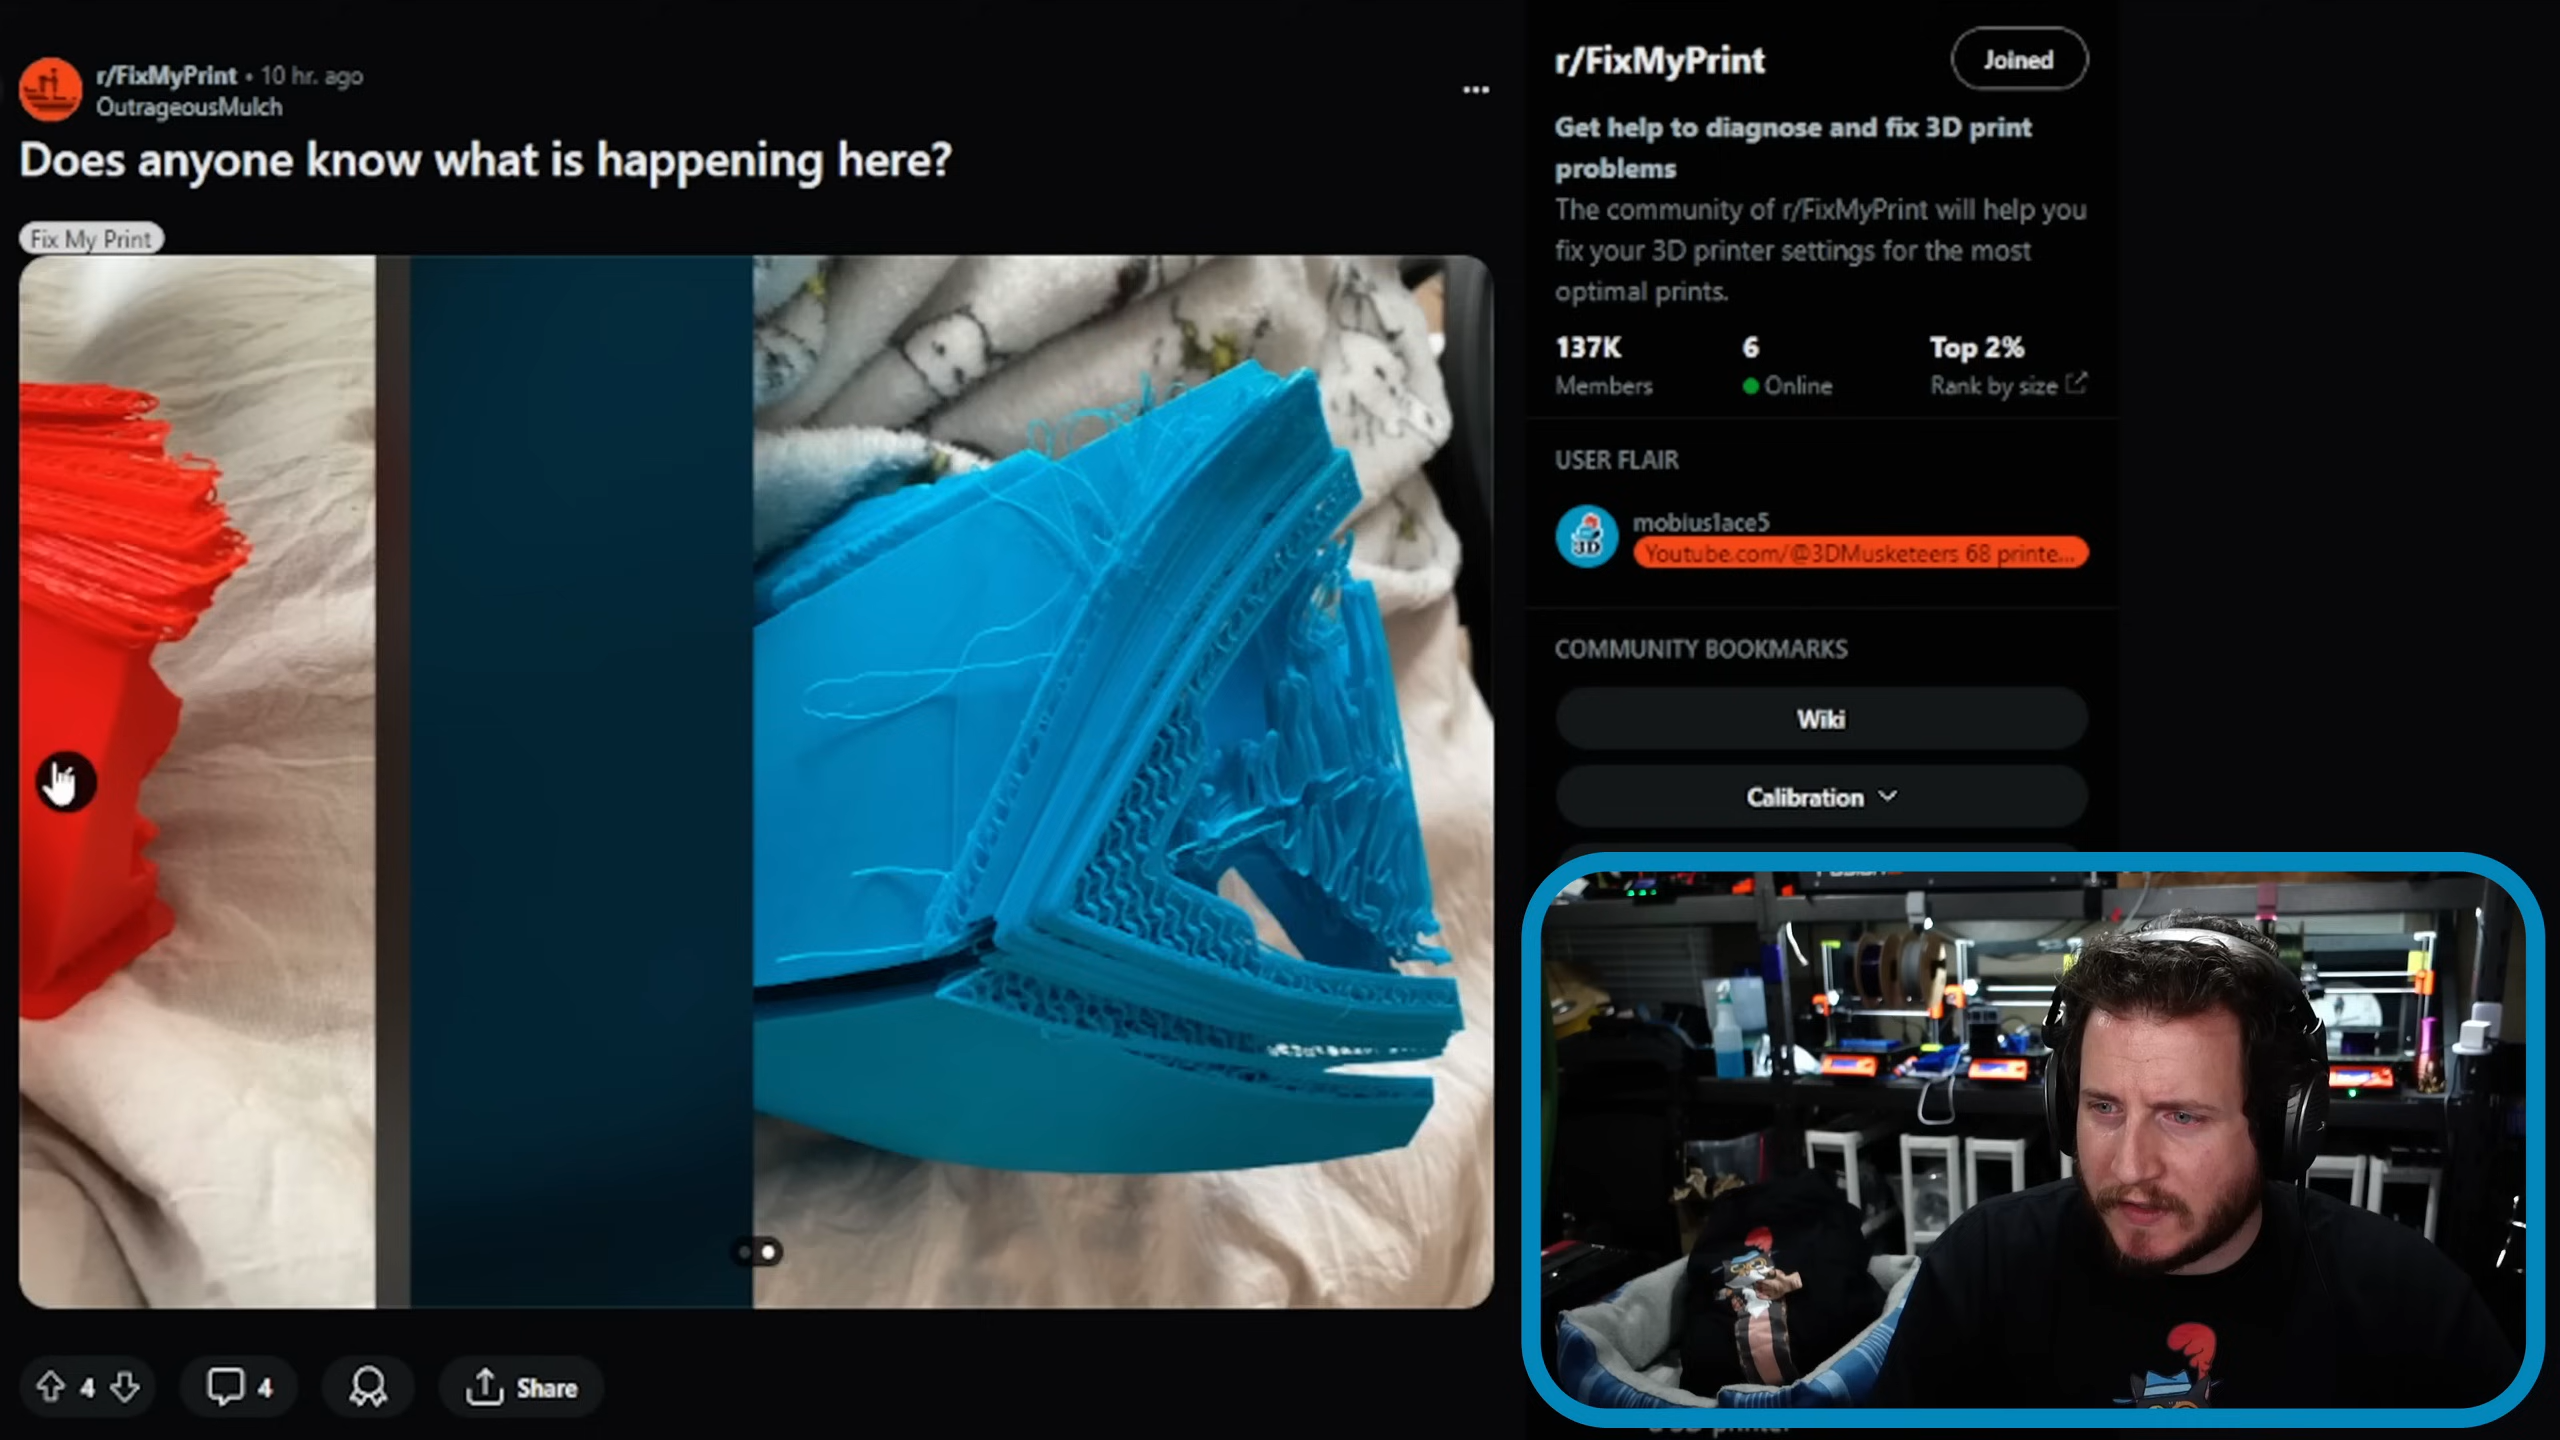 r/FixMyPrint • 10 hr. ago
OutrageousMulch
Does anyone know what is happening here?
Fix My Print
4
4
Share
r/FixMyPrint
Joined
Get help to diagnose and fix 3D print
problems
The community of r/FixMyPrint will help you
fix your 3D printer settings for the most
optimal prints.
137K 6 Top 2%
Members Online Rank by size
USER FLAIR
3D
mobius1ace5
Youtube.com/@3DMusketeers 68 printe...
COMMUNITY BOOKMARKS
Wiki
Calibration